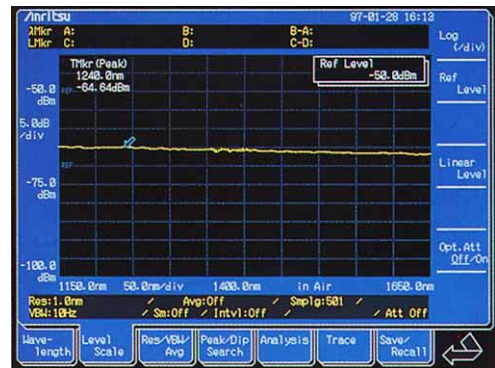 Anritsu 97-01-28 16:13
λMkr A: B: B-A:
LMkr C: D: C-D:
Log
(/div)
TMkr(Peak)
1240.0nm
-64.64dBm
Ref Level
-50.0dBm
Ref
Level
-50.0
dBm
REF
5.0dB
/div
REF
Linear
Level
-75.0
dBm
Opt.Att
Off/On
-100.0
dBm
1150.0nm 50.0nm/div 1400.0nm in Air 1650.0nm
Res:1.0nm / Avg:Off / Smplg:501 /
VBW:10Hz / Sm:Off / Intvl:Off / / Att Off
Wave-
length
Level
Scale
Res/VBW/
Avg
Peak/Dip
Search
Analysis
Trace
Save/
Recall